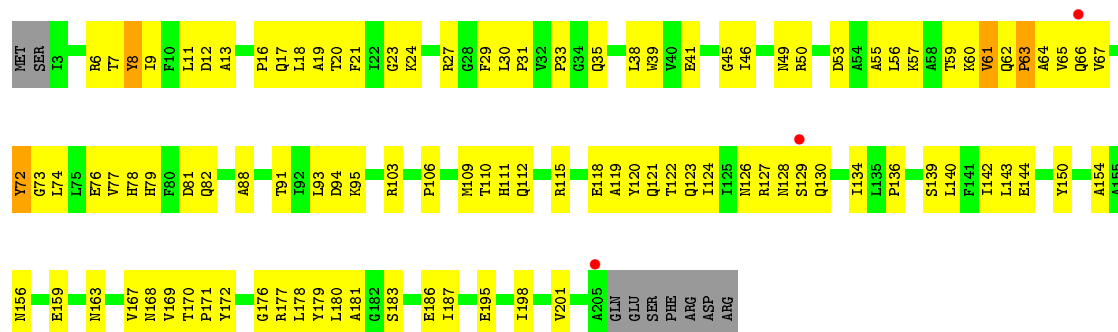 MET SER I3 R6 T7 Y8 I9 F10 L11 D12 A13 P16 Q17 L18 A19 T20 F21 I22 G23 K24 R27 G28 F29 L30 P31 V32 P33 G34 Q35 L38 W39 V40 E41 G45 I46 N49 R50 D53 A54 A55 L56 K57 A58 T59 K60 V61 Q62 P63 A64 V65 Q66 V67
Y72 G73 L74 L75 E76 V77 H78 H79 F80 D81 Q82 A88 T91 I92 L93 D94 K95 R103 P106 M109 T110 H111 Q112 R115 E118 A119 Y120 Q121 T122 Q123 I124 I125 N126 R127 N128 S129 Q130 I134 L135 P136 S139 L140 F141 I142 L143 E144 Y150 A154 A155
N156 E159 N163 V167 N168 V169 T170 P171 Y172 G176 R177 L178 Y179 L180 A181 G182 S183 E186 I187 E195 I198 V201 A205 GLN GLU SER PHE ARG ASP ARG